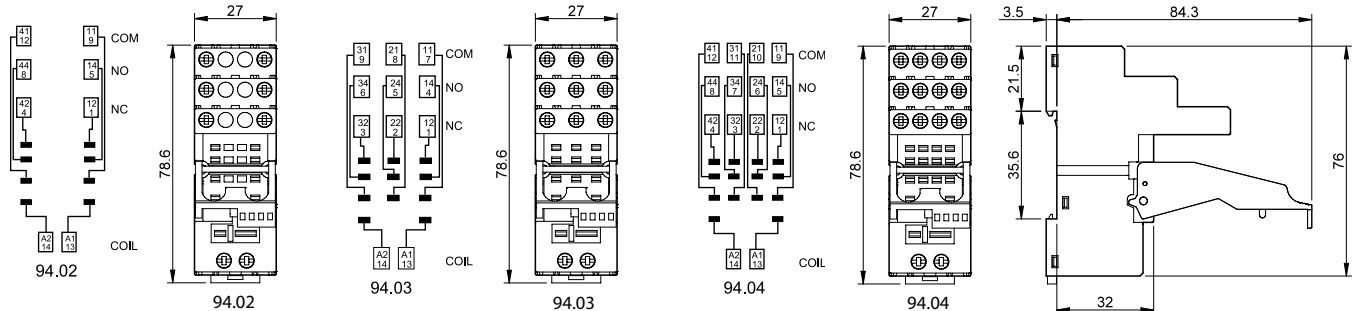 27
27
27
3.5
84.3
41 11
12 9
COM
44 14
8 5
NO
42 12
4 1
NC
A2 A1
14 13
COIL
94.02
78.6
94.02
31 21 11
9 8 7
COM
34 24 14
6 5 4
NO
32 22 12
3 2 1
NC
A2 A1
14 13
COIL
94.03
78.6
94.03
41 31 21 11
12 11 10 9
COM
44 34 24 14
8 7 6 5
NO
42 32 22 12
4 3 2 1
NC
A2 A1
14 13
COIL
94.04
78.6
94.04
21.5
35.6
76
32